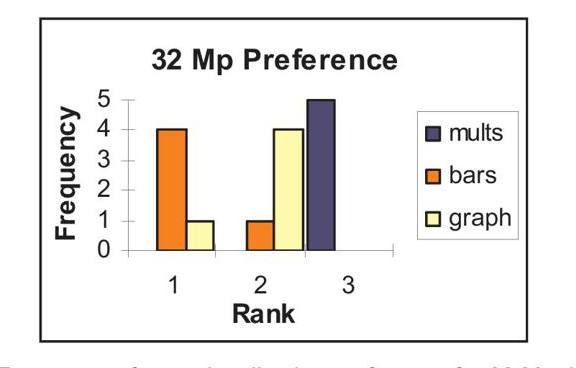 32 Mp Preference
Frequency
5
4
3
2
1
0
1 2 3
Rank
mults
bars
graph